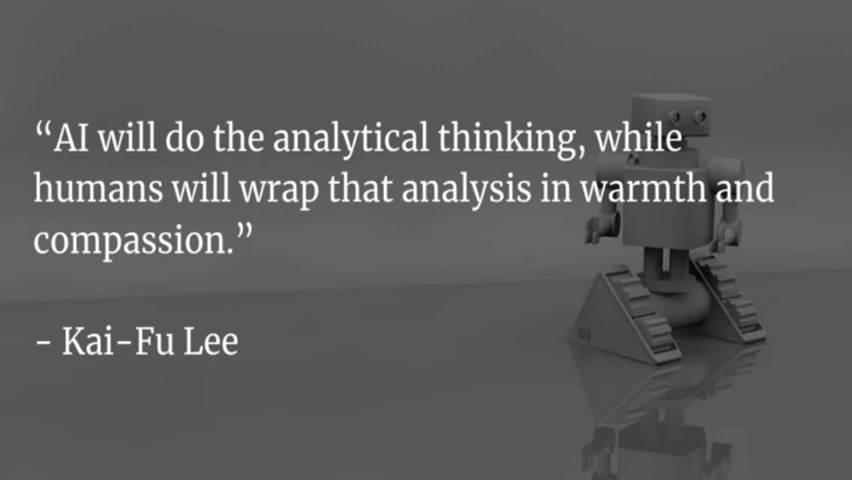 “AI will do the analytical thinking, while
humans will wrap that analysis in warmth and
compassion.”
– Kai-Fu Lee
01